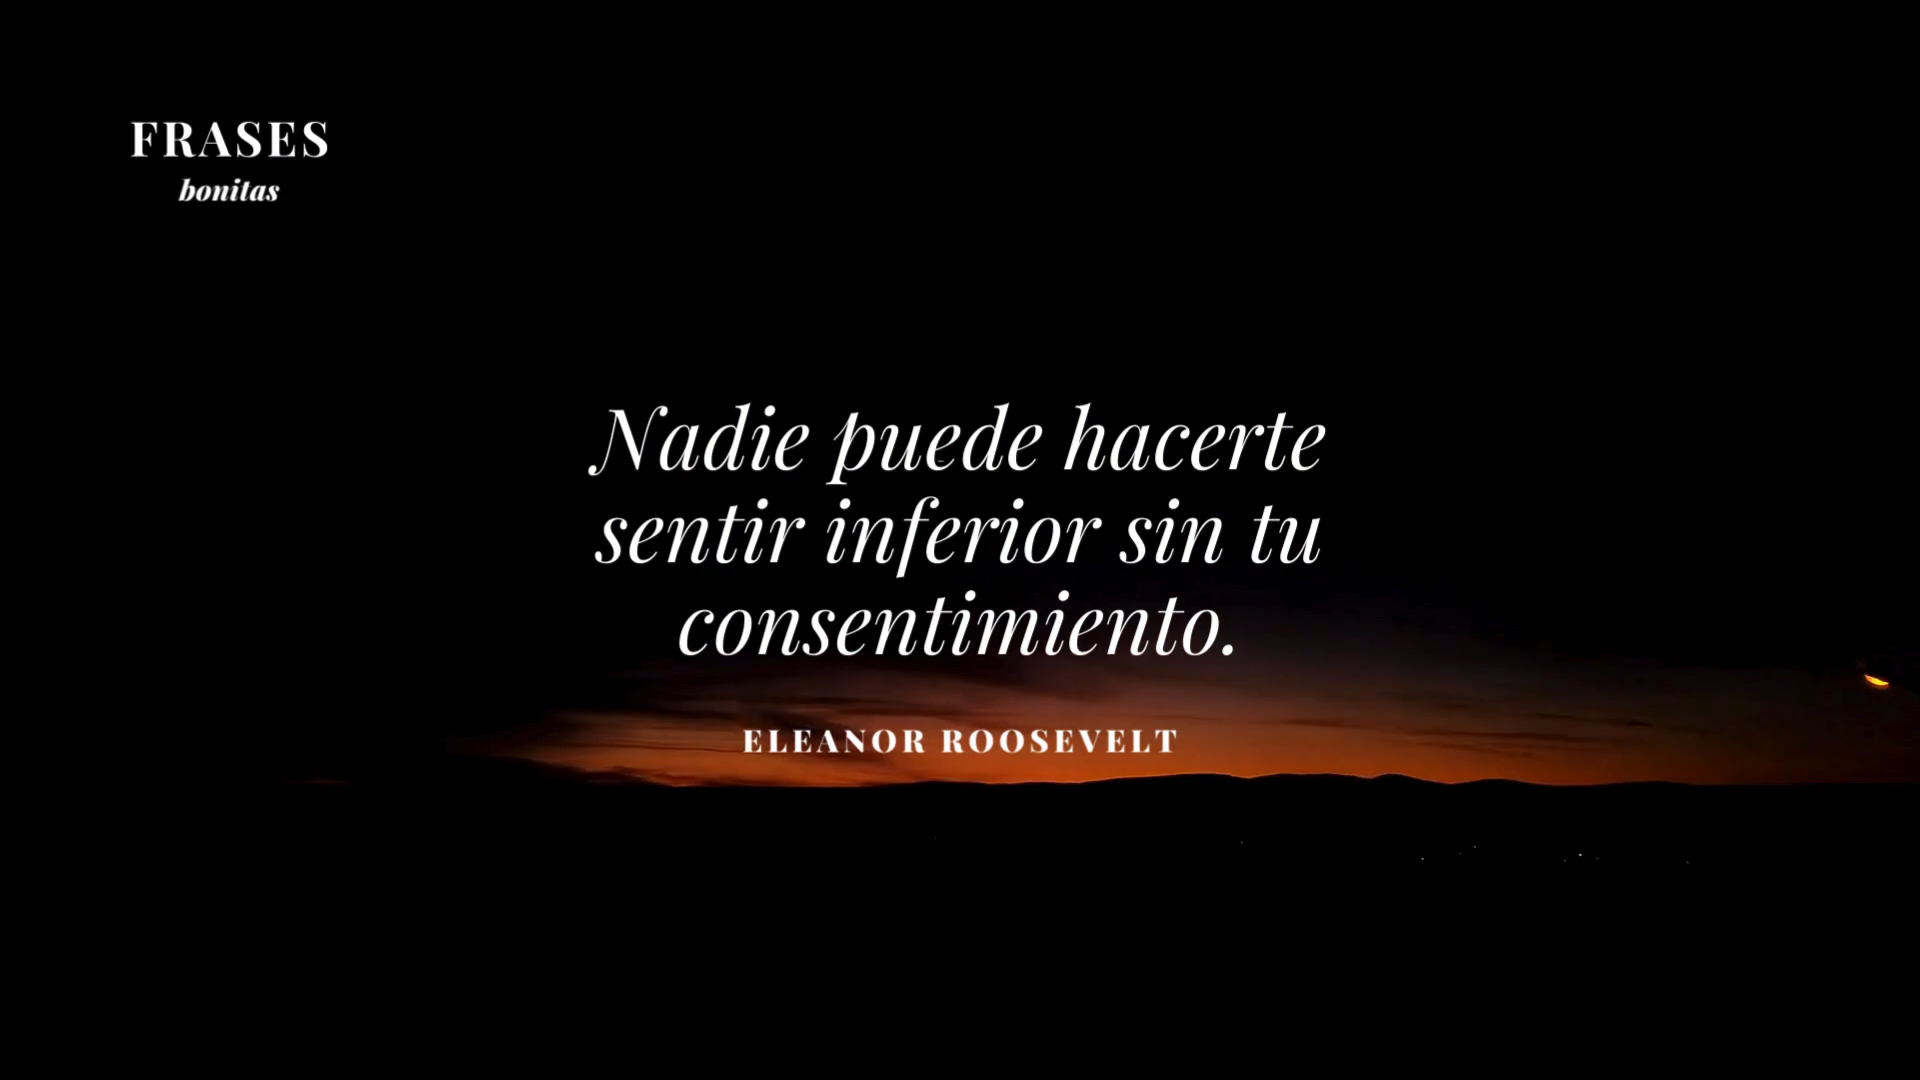 FRASES
bonitas
Nadie puede hacerte
sentir inferior sin tu
consentimiento.
ELEANOR ROOSEVELT